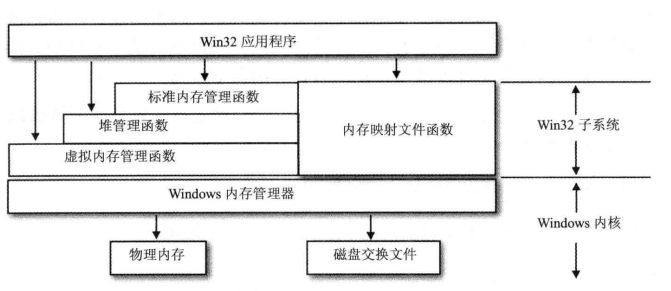 Win32 应用程序
标准内存管理函数
堆管理函数
内存映射文件函数
Win32 子系统
虚拟内存管理函数
Windows 内存管理器
Windows 内核
物理内存
磁盘交换文件